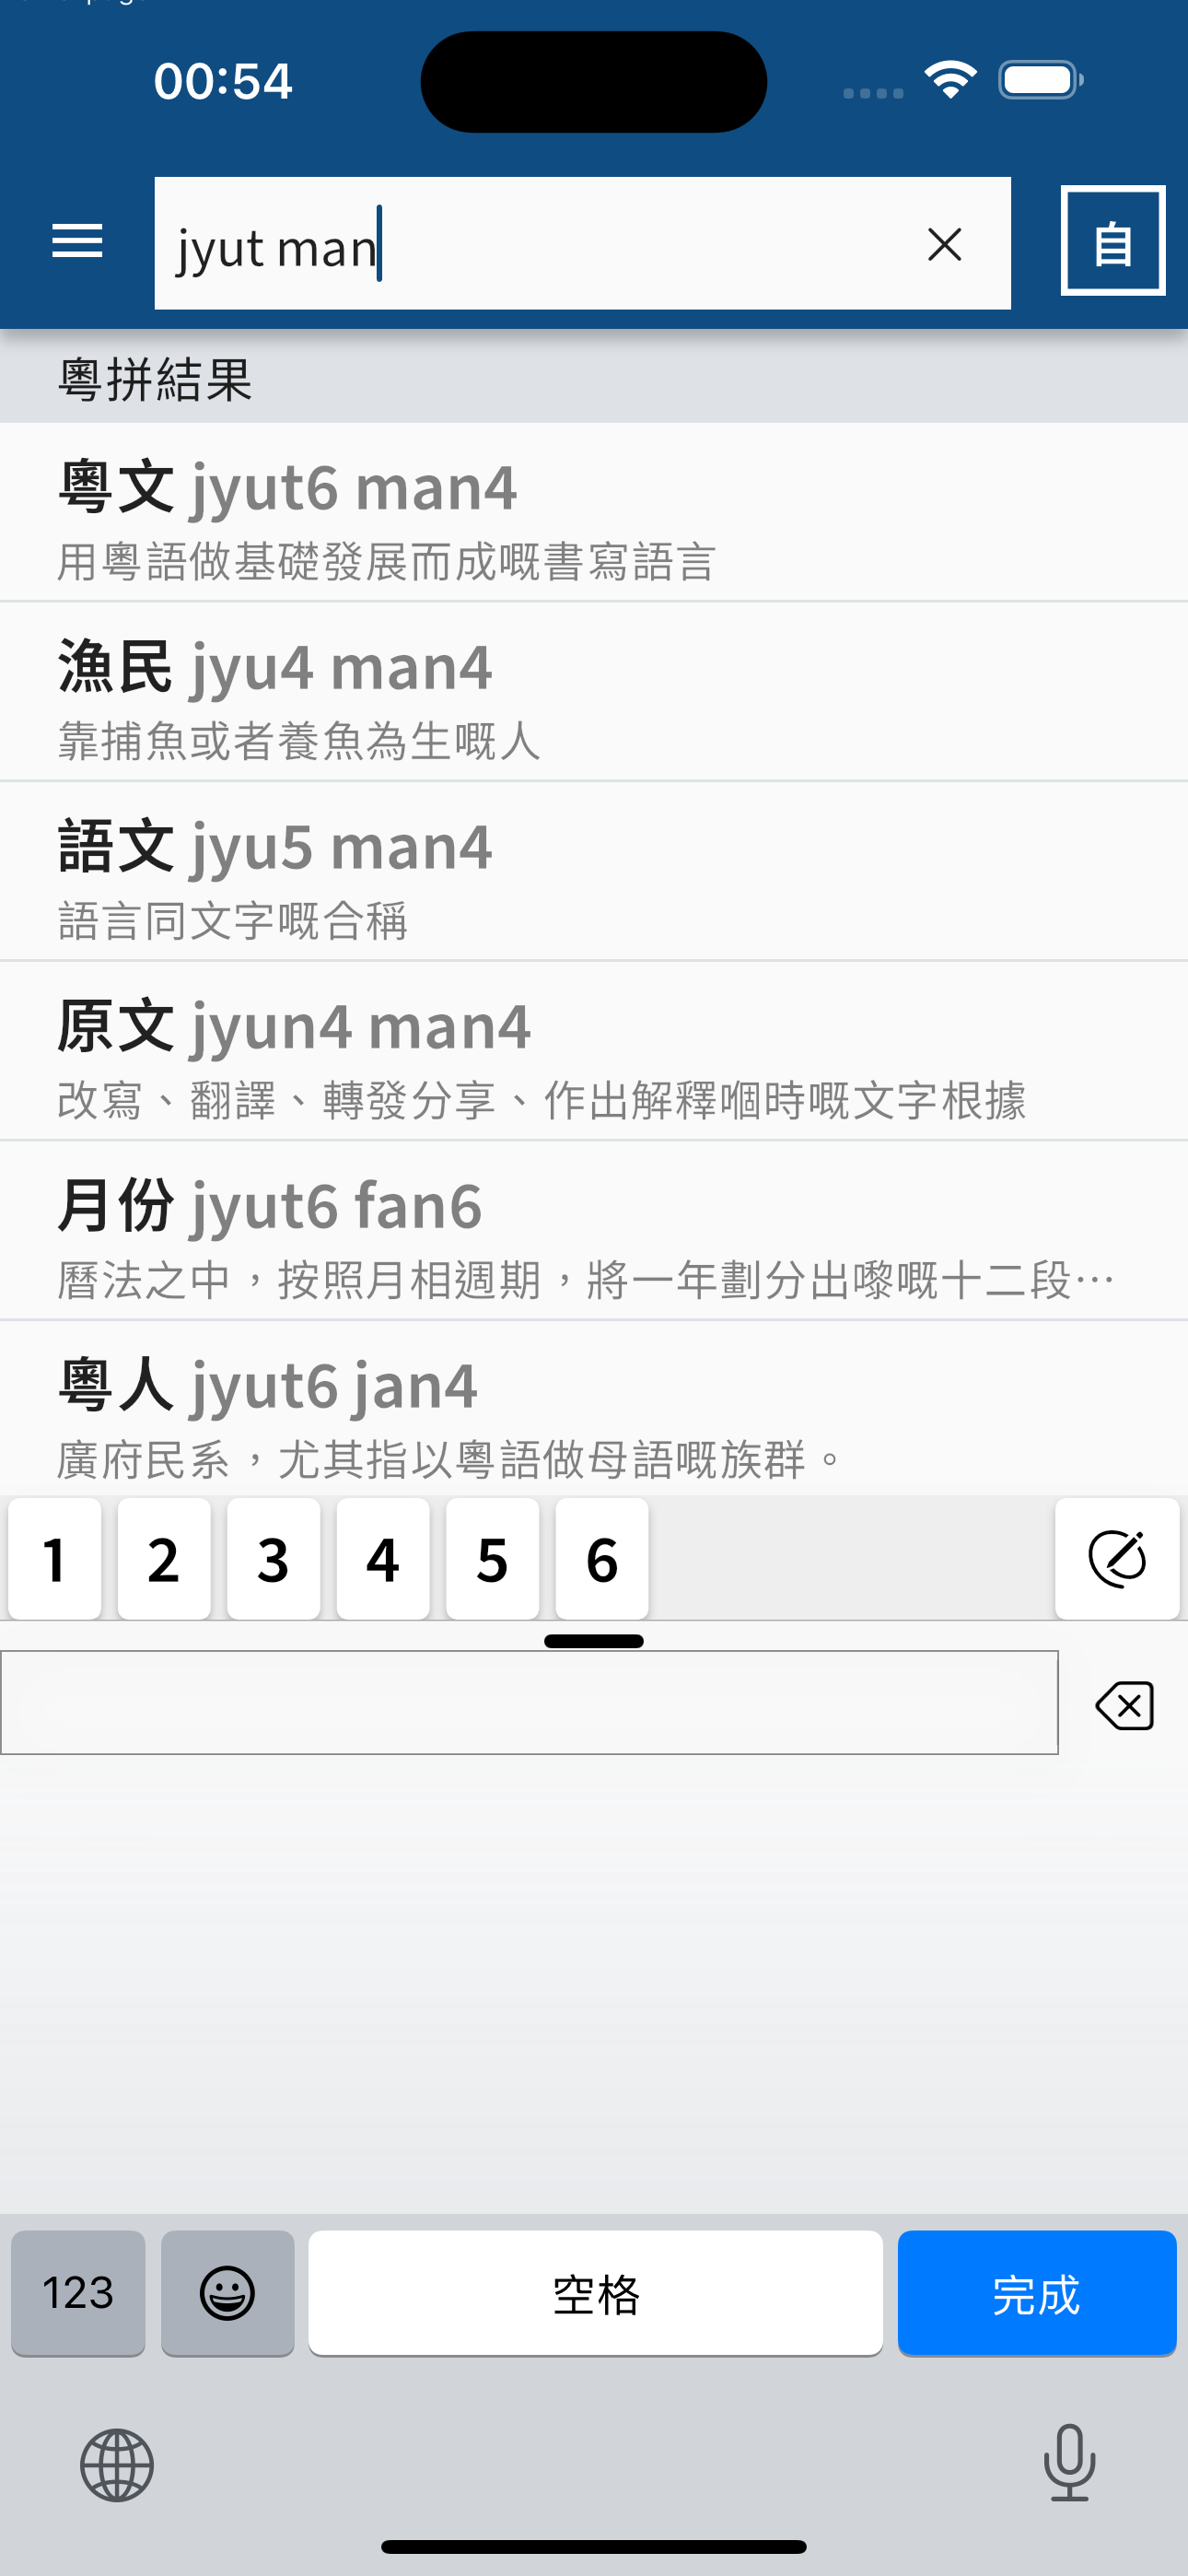 00:54
jyut man
自
粵拼結果
粵文 jyut6 man4
用粵語做基礎發展而成嘅書寫語言
漁民 jyu4 man4
靠捕魚或者養魚為生嘅人
語文 jyu5 man4
語言同文字嘅合稱
原文 jyun4 man4
改寫、翻譯、轉發分享、作出解釋嗰時嘅文字根據
月份 jyut6 fan6
曆法之中，按照月相週期，將一年劃分出嚟嘅十二段…
粵人 jyut6 jan4
廣府民系，尤其指以粵語做母語嘅族群。
1 2 3 4 5 6
123 空格 完成